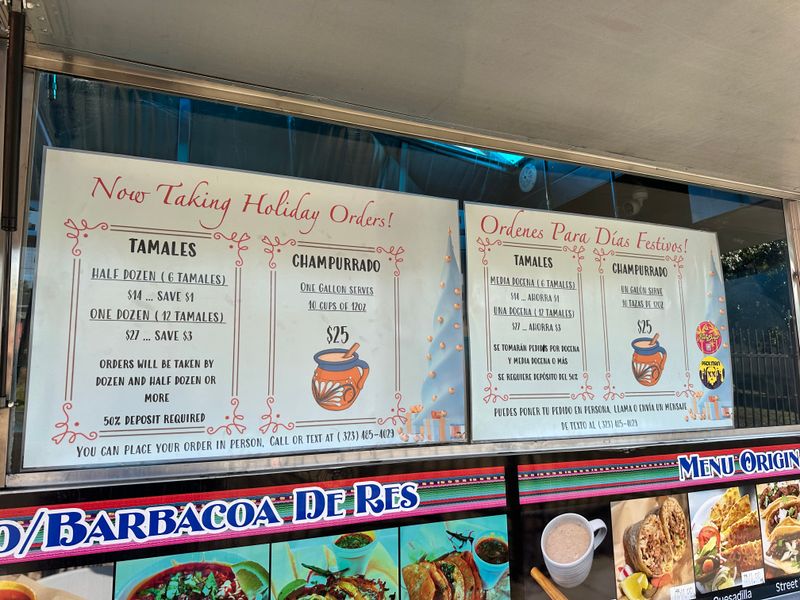 Now Taking Holiday Orders!
TAMALES
HALF DOZEN ( 6 TAMALES)
$14 ... SAVE $1
ONE DOZEN ( 12 TAMALES)
$27 ... SAVE $3
ORDERS WILL BE TAKEN BY
DOZEN AND HALF DOZEN OR
MORE
50% DEPOSIT REQUIRED
CHAMPURRADO
ONE GALLON SERVES
10 CUPS OF 12OZ
$25
YOU CAN PLACE YOUR ORDER IN PERSON, CALL OR TEXT AT ( 323) 485-4029
Ordenes Para Días Festivos!
TAMALES
MEDIA DOCENA ( 6 TAMALES)
$14 ... AHORRA $1
UNA DOCENA ( 12 TAMALES)
$27 ... AHORRA $3
SE TOMARÁN PEDIDOS POR DOCENA
Y MEDIA DOCENA O MÁS
SE REQUIERE DEPÓSITO DEL 50%
CHAMPURRADO
UN GALÓN SERVE
10 TAZAS DE 12OZ
$25
PUEDES PONER TU PEDIDO EN PERSONA, LLAMA O ENVÍA UN MENSAJE
DE TEXTO AL ( 323) 485-4029
O/BARBACOA DE RES
MENU ORIGIN
Quesadilla
Street